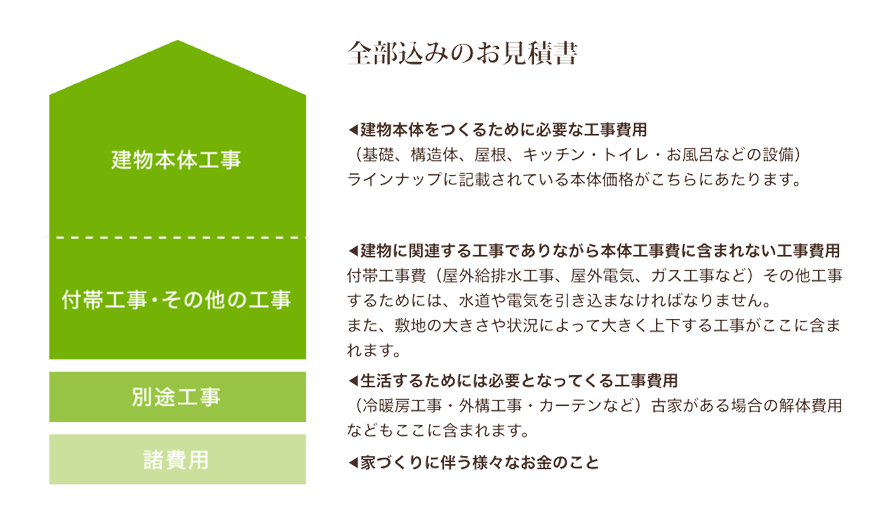 全部込みのお見積書
建物本体工事
◀建物本体をつくるために必要な工事費用
（基礎、構造体、屋根、キッチン・トイレ・お風呂などの設備）
ラインナップに記載されている本体価格がこちらにあたります。
付帯工事・その他の工事
◀建物に関連する工事でありながら本体工事費に含まれない工事費用
付帯工事費（屋外給排水工事、屋外電気、ガス工事など）その他工事
するためには、水道や電気を引き込まなければなりません。
また、敷地の大きさや状況によって大きく上下する工事がここに含ま
れます。
別途工事
◀生活するためには必要となってくる工事費用
（冷暖房工事・外構工事・カーテンなど）古家がある場合の解体費用
などもここに含まれます。
諸費用
◀家づくりに伴う様々なお金のこと